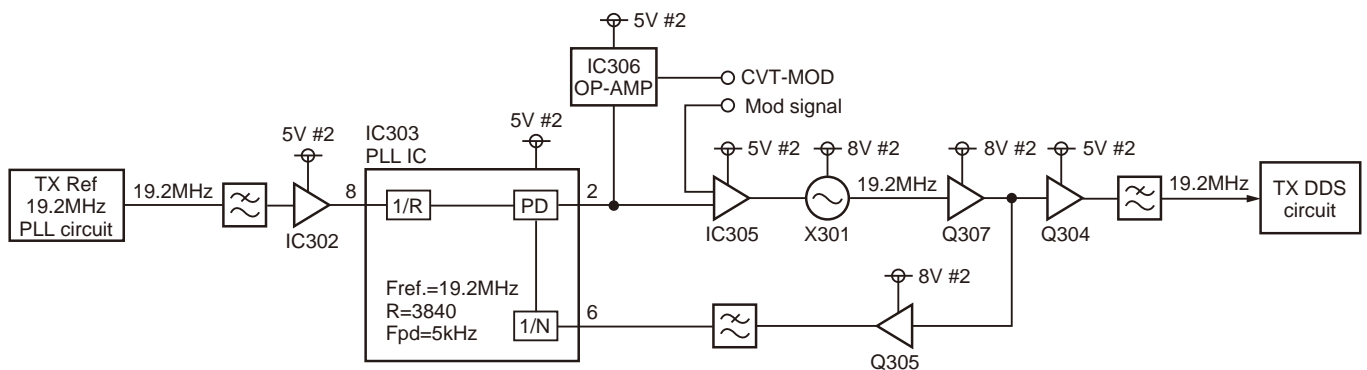 5V #2
IC306
OP-AMP
CVT-MOD
Mod signal
5V #2
IC303
PLL IC
5V #2
5V #2
8V #2
8V #2
5V #2
TX Ref
19.2MHz
PLL circuit
19.2MHz
IC302
8
1/R
PD
2
IC305
X301
19.2MHz
Q307
Q304
19.2MHz
TX DDS
circuit
Fref.=19.2MHz
R=3840
Fpd=5kHz
1/N
6
8V #2
Q305